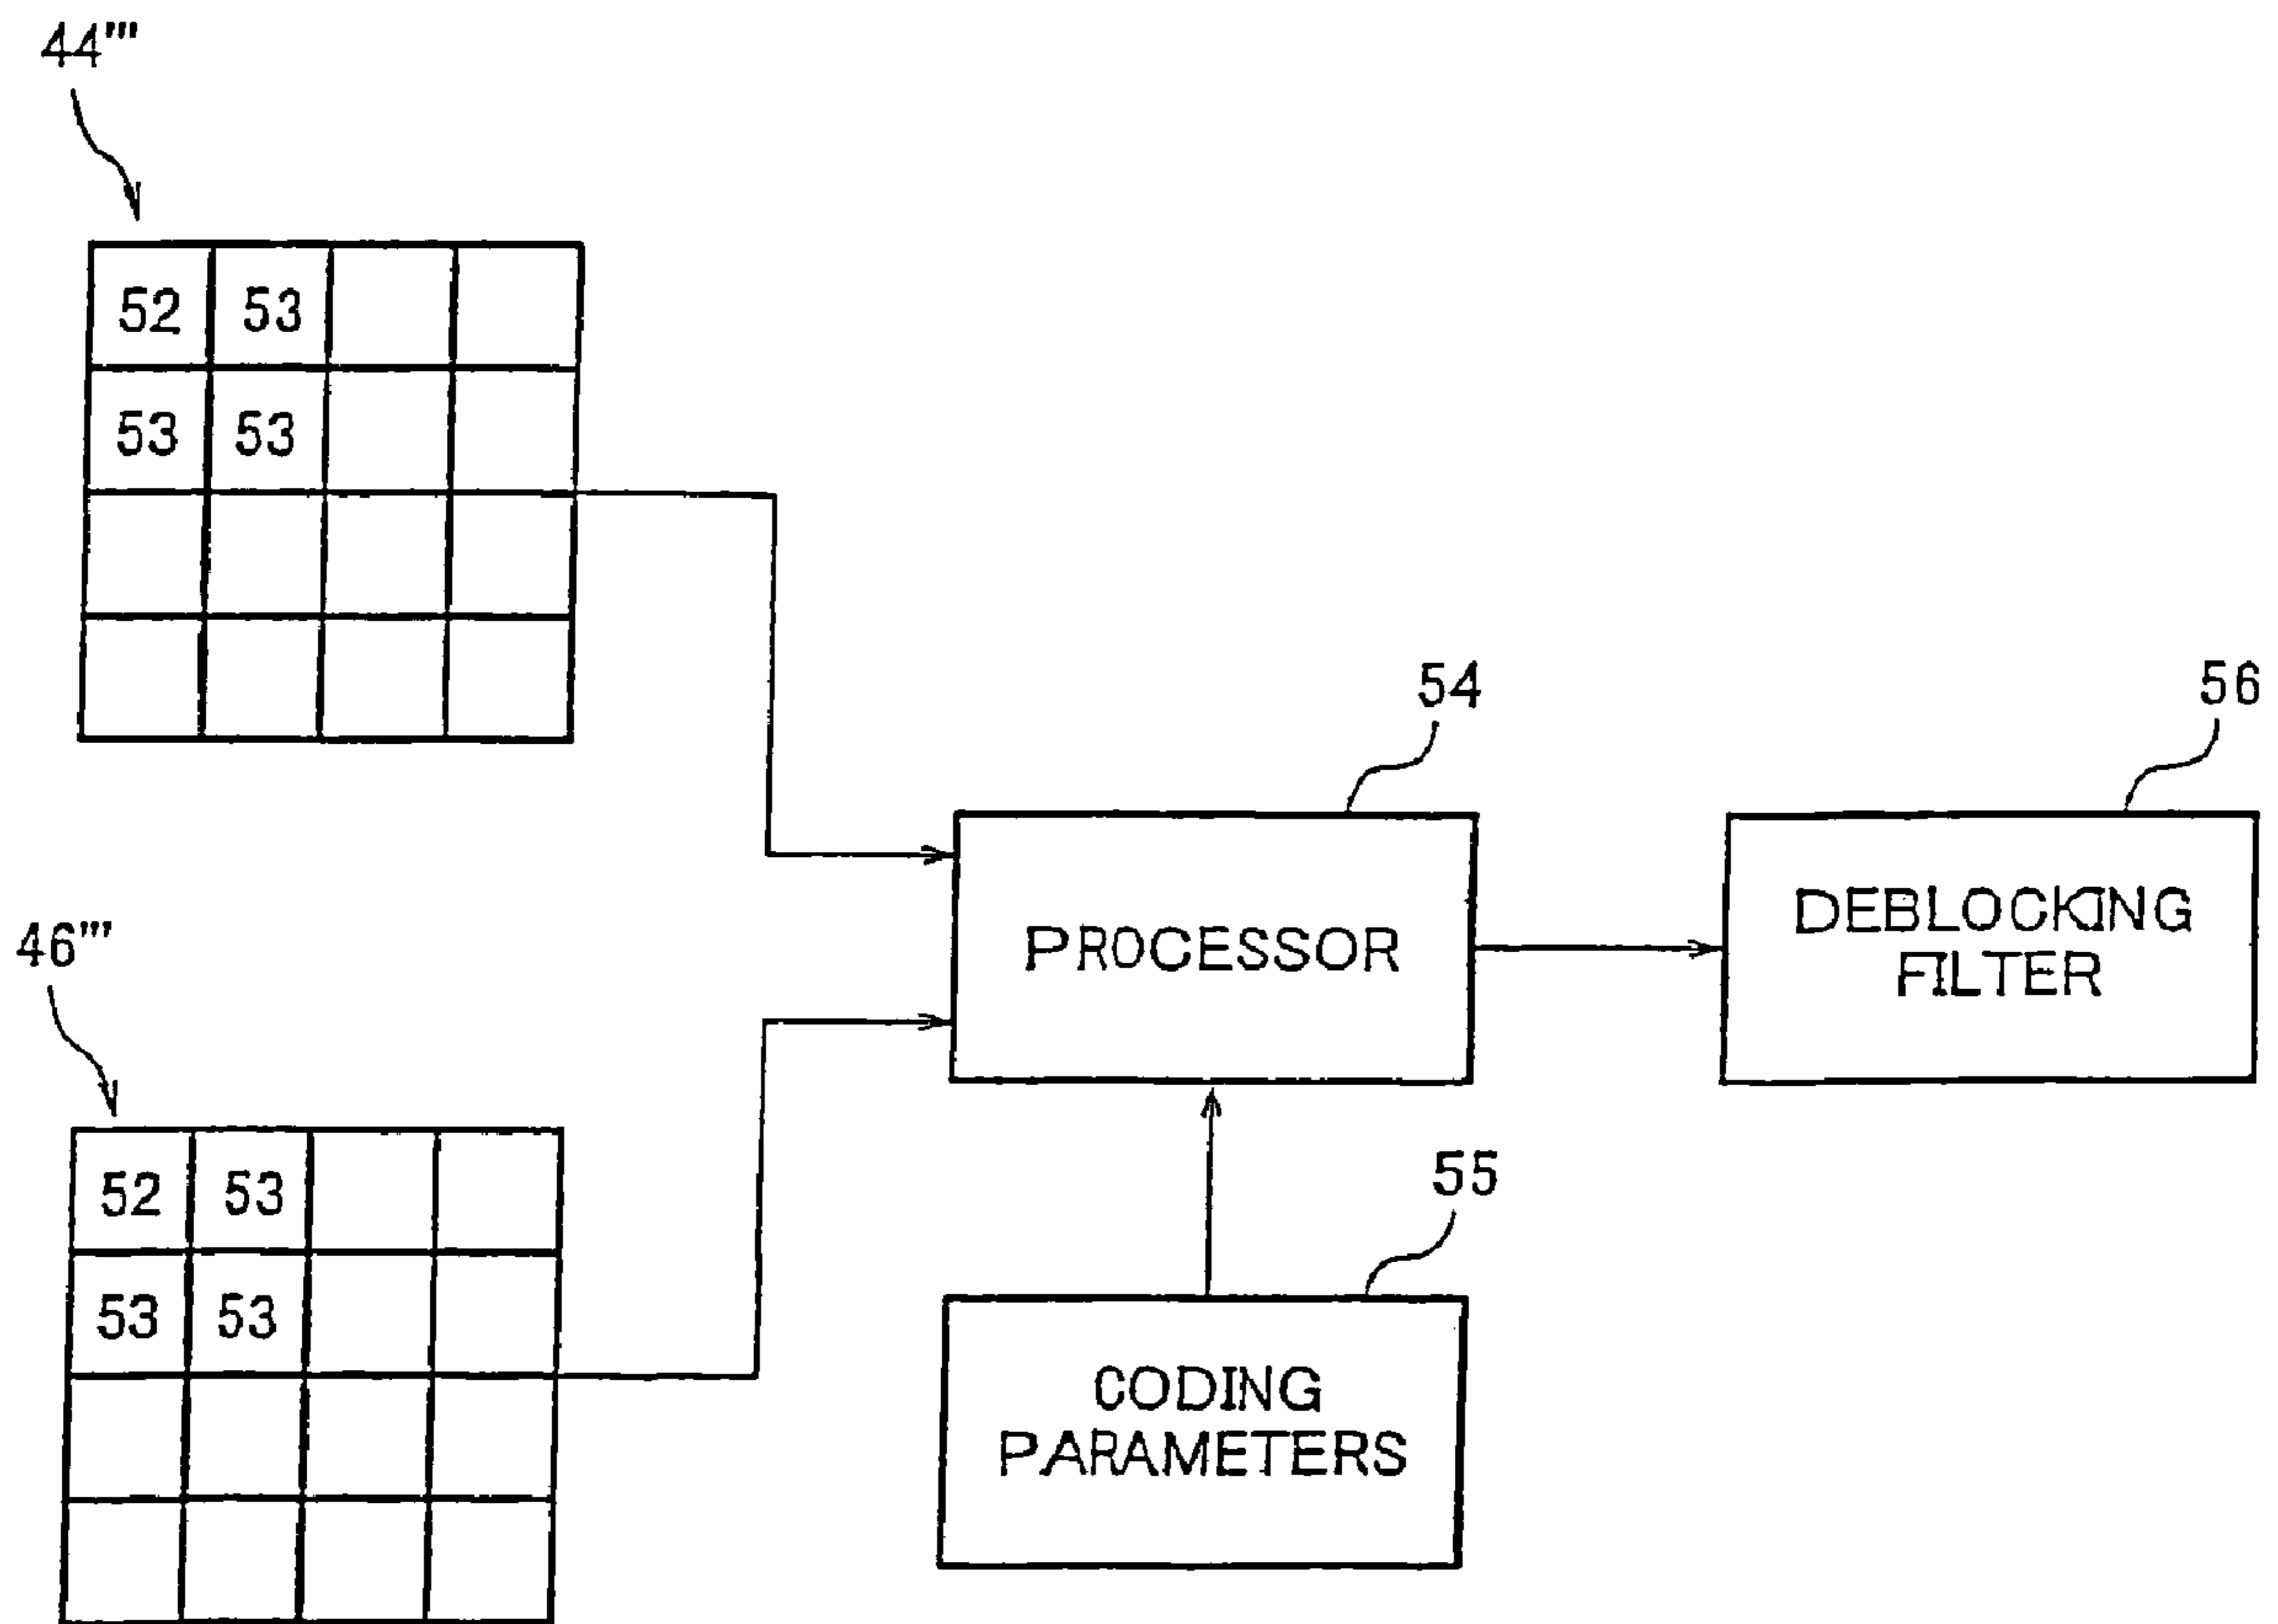 44'''
52 53
53 53
54
56
PROCESSOR
DEBLOCKING
FILTER
46'''
52 53
53 53
55
CODING
PARAMETERS